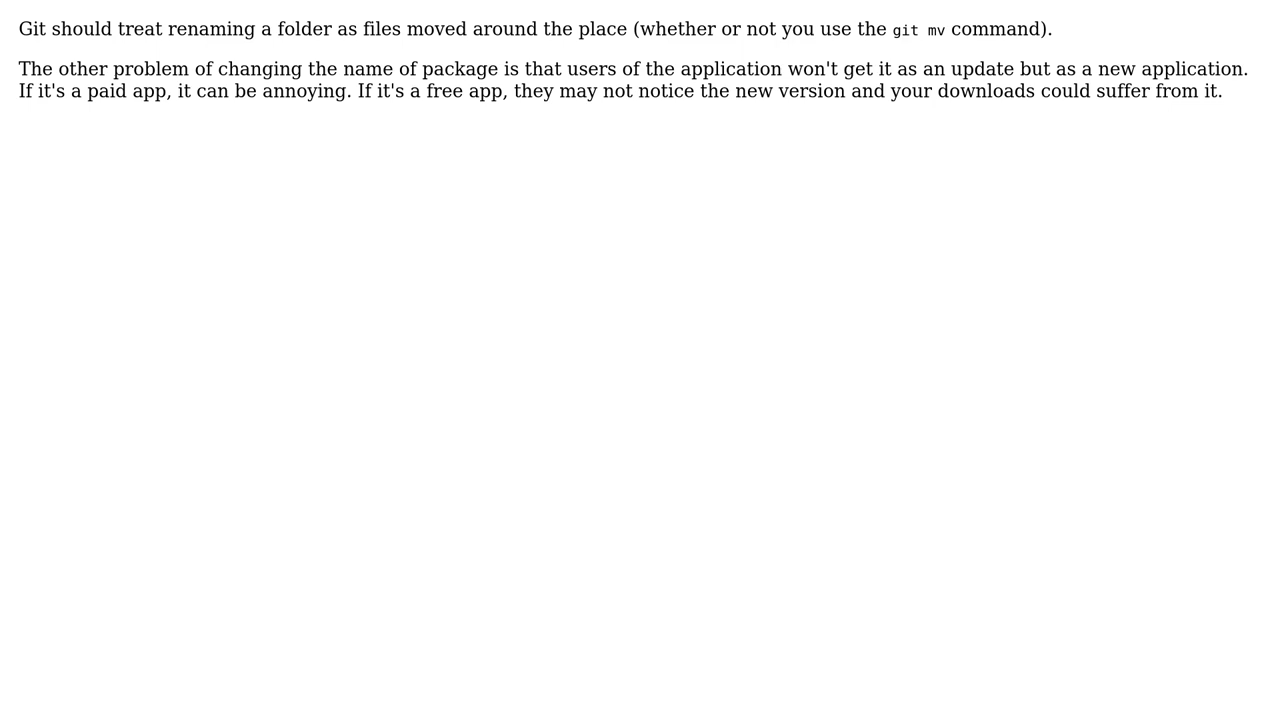 Git should treat renaming a folder as files moved around the place (whether or not you use the git mv command).
The other problem of changing the name of package is that users of the application won't get it as an update but as a new application.
If it's a paid app, it can be annoying. If it's a free app, they may not notice the new version and your downloads could suffer from it.